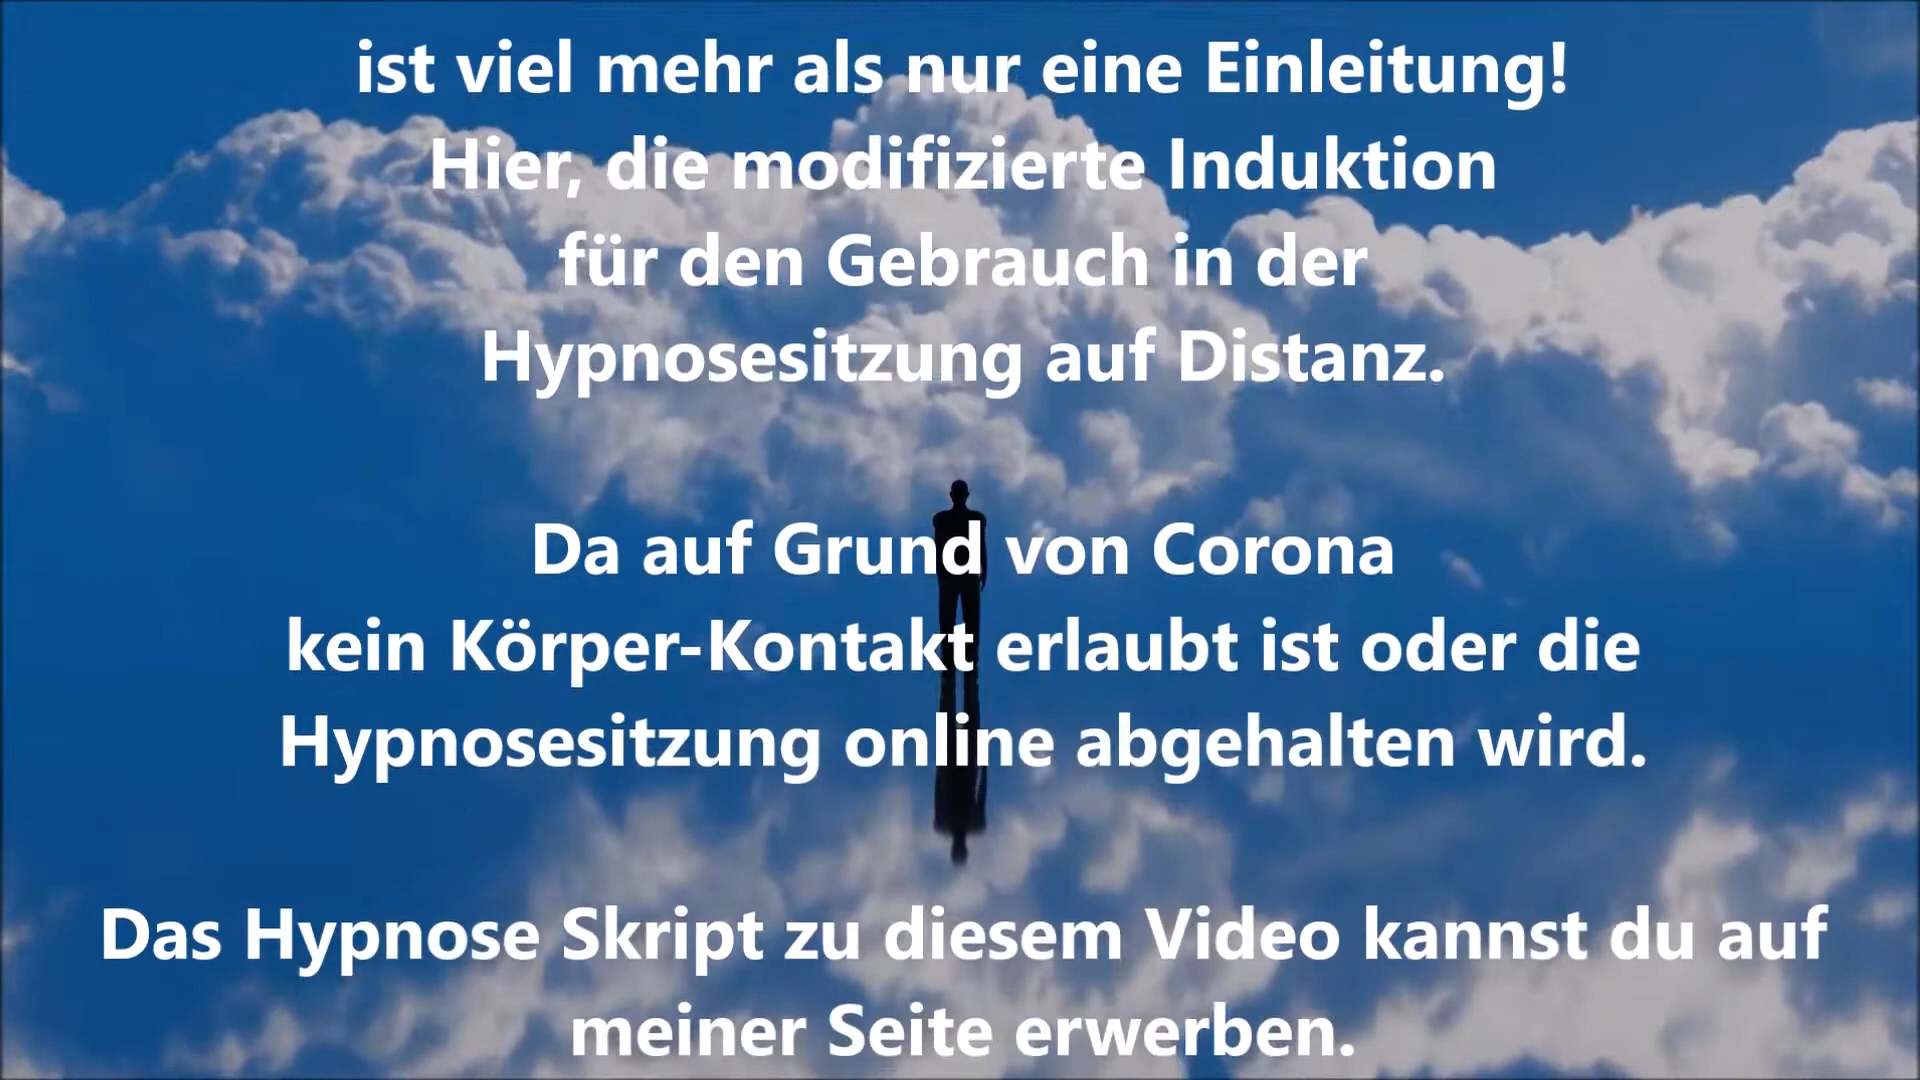 ist viel mehr als nur eine Einleitung!
Hier, die modifizierte Induktion
für den Gebrauch in der
Hypnosesitzung auf Distanz.
Da auf Grund von Corona
kein Körper-Kontakt erlaubt ist oder die
Hypnosesitzung online abgehalten wird.
Das Hypnose Skript zu diesem Video kannst du auf
meiner Seite erwerben.